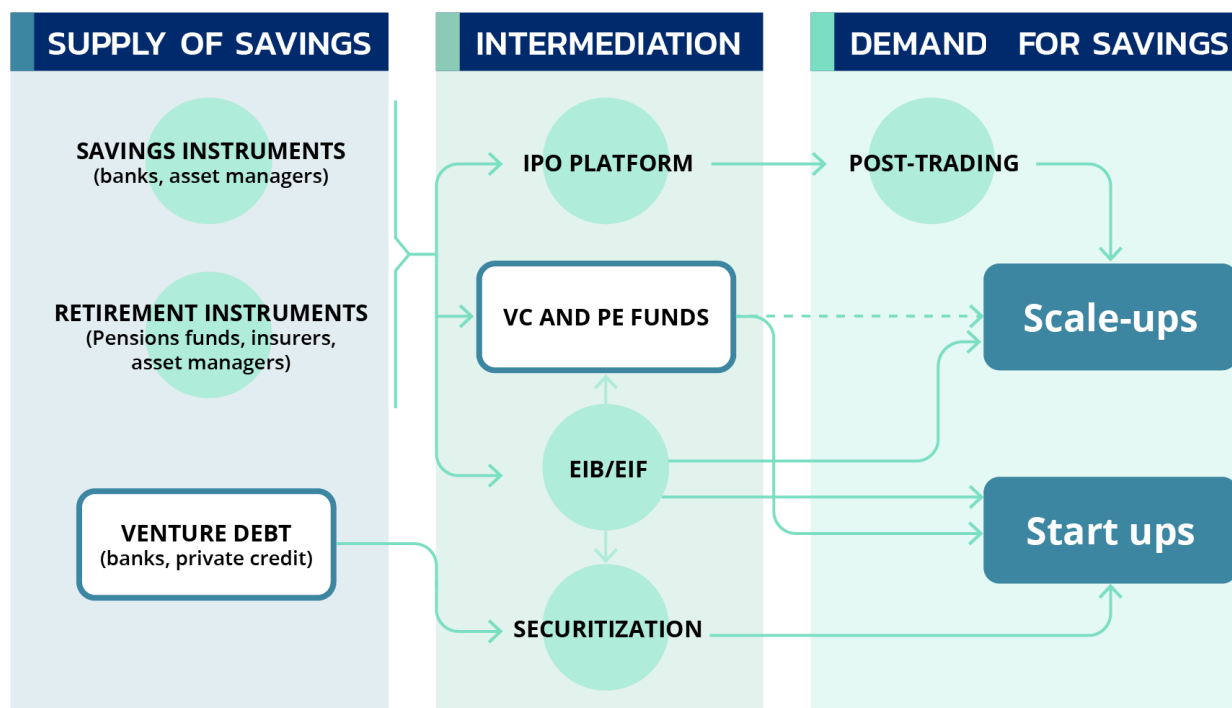 SUPPLY OF SAVINGS
SAVINGS INSTRUMENTS
(banks, asset managers)
RETIREMENT INSTRUMENTS
(Pensions funds, insurers,
asset managers)
VENTURE DEBT
(banks, private credit)
INTERMEDIATION
IPO PLATFORM
VC AND PE FUNDS
EIB/EIF
SECURITIZATION
DEMAND FOR SAVINGS
POST-TRADING
Scale-ups
Start ups